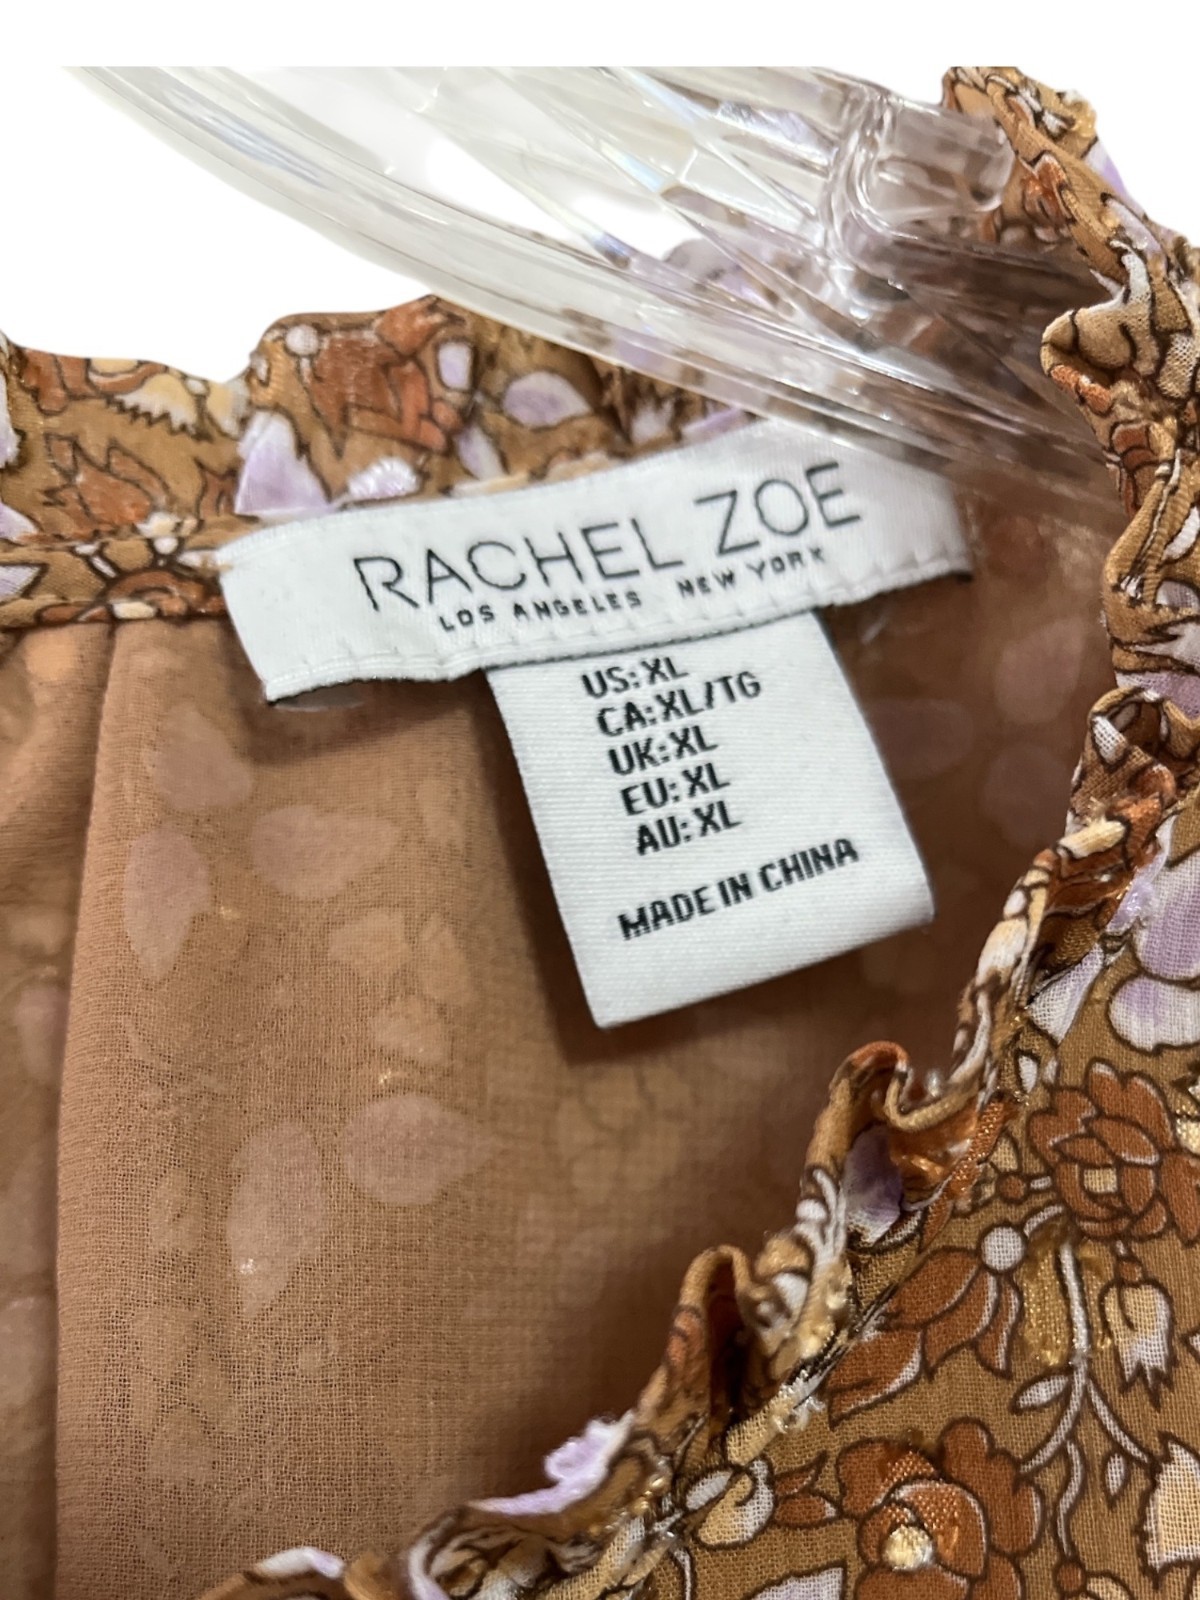 RACHEL ZOE
LOS ANGELES NEW YORK
US:XL
CA:XL/TG
UK:XL
EU:XL
AU:XL
MADE IN CHINA